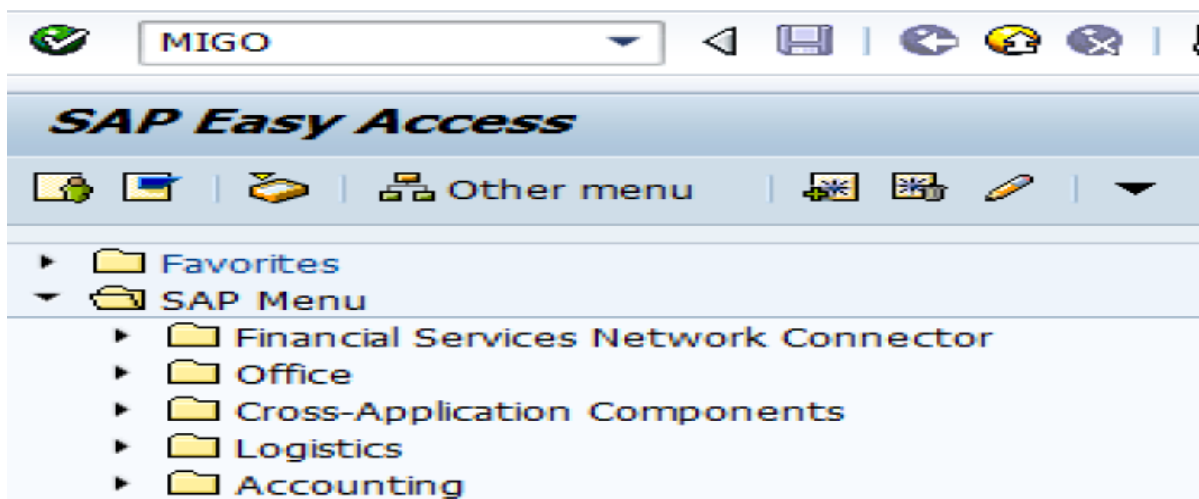 MIGO
SAP Easy Access
Other menu
Favorites
SAP Menu
Financial Services Network Connector
Office
Cross-Application Components
Logistics
Accounting